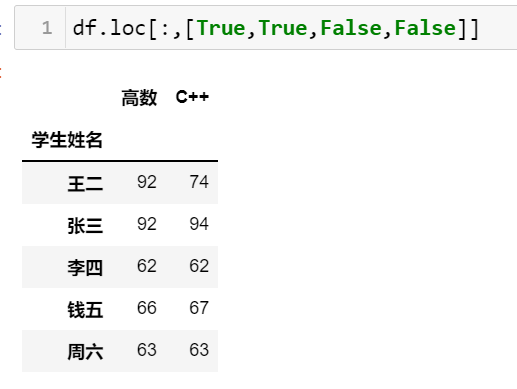 1 df.loc[:,[True,True,False,False]]
高数 C++
学生姓名
王二 92 74
张三 92 94
李四 62 62
钱五 66 67
周六 63 63